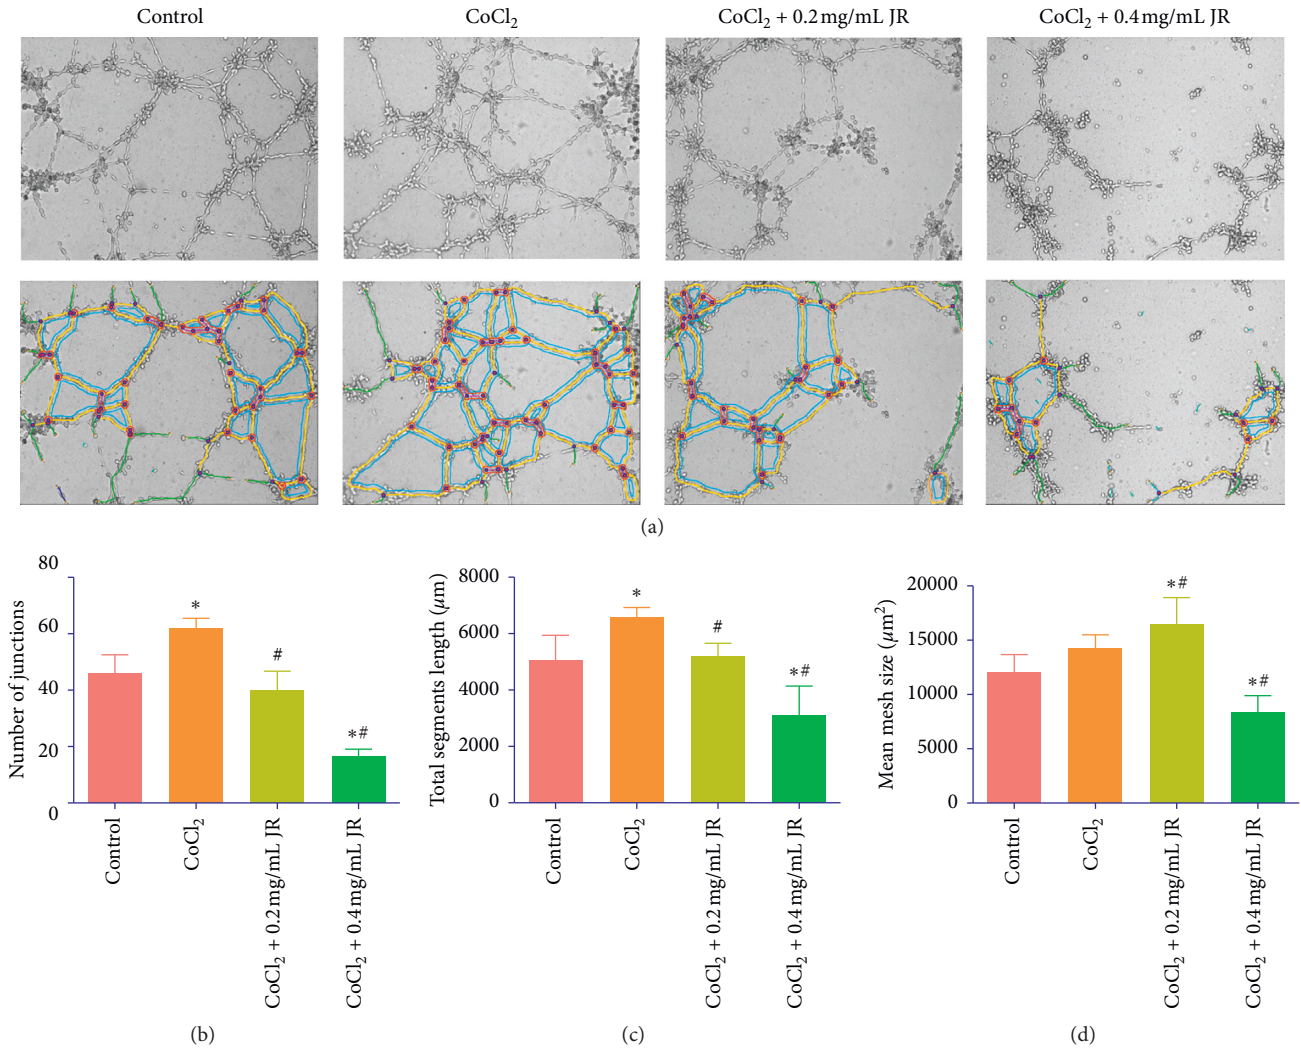 Control
CoCl₂
CoCl₂ + 0.2 mg/mL JR
CoCl₂ + 0.4 mg/mL JR
(a)
Number of junctions
80
60
40
20
0
*
#
*#
Control
CoCl₂
CoCl₂ + 0.2 mg/mL JR
CoCl₂ + 0.4 mg/mL JR
(b)
Total segments length (μm)
8000
6000
4000
2000
0
*
#
*#
Control
CoCl₂
CoCl₂ + 0.2 mg/mL JR
CoCl₂ + 0.4 mg/mL JR
(c)
Mean mesh size (μm²)
20000
15000
10000
5000
0
*#
*#
Control
CoCl₂
CoCl₂ + 0.2 mg/mL JR
CoCl₂ + 0.4 mg/mL JR
(d)